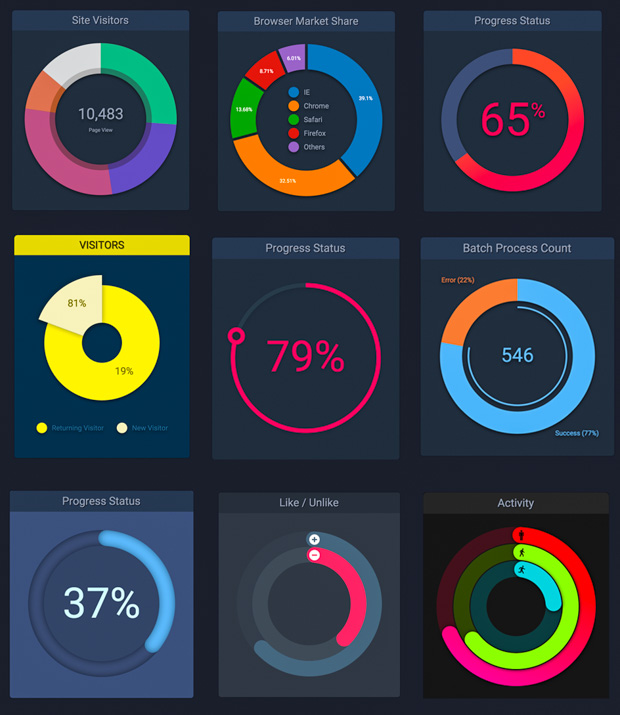 Site Visitors
10,483
Page View
Browser Market Share
6.01%
8.71%
39.1%
13.68%
IE
Chrome
Safari
Firefox
Others
32.51%
Progress Status
65%
VISITORS
81%
19%
Returning Visitor
New Visitor
Progress Status
79%
Batch Process Count
Error (22%)
546
Success (77%)
Progress Status
37%
Like / Unlike
+
−
Activity